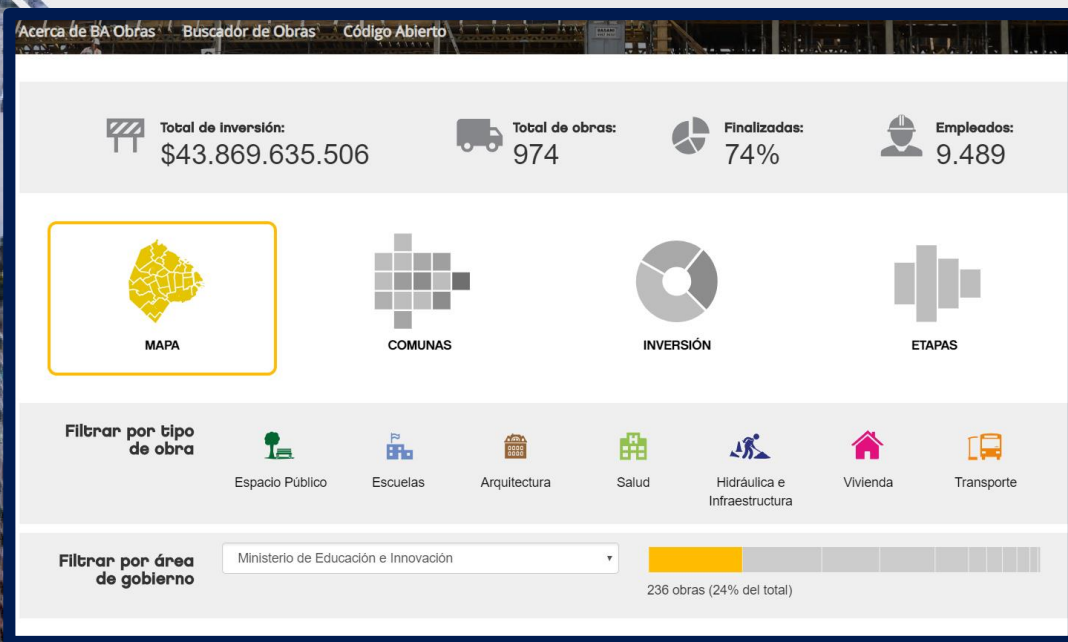 Acerca de BA Obras
Buscador de Obras
Código Abierto
Total de inversión:
$43.869.635.506
Total de obras:
974
Finalizadas:
74%
Empleados:
9.489
MAPA
COMUNAS
INVERSIÓN
ETAPAS
Filtrar por tipo
de obra
Espacio Público
Escuelas
Arquitectura
Salud
Hidráulica e
Infraestructura
Vivienda
Transporte
Filtrar por área
de gobierno
Ministerio de Educación e Innovación
236 obras (24% del total)